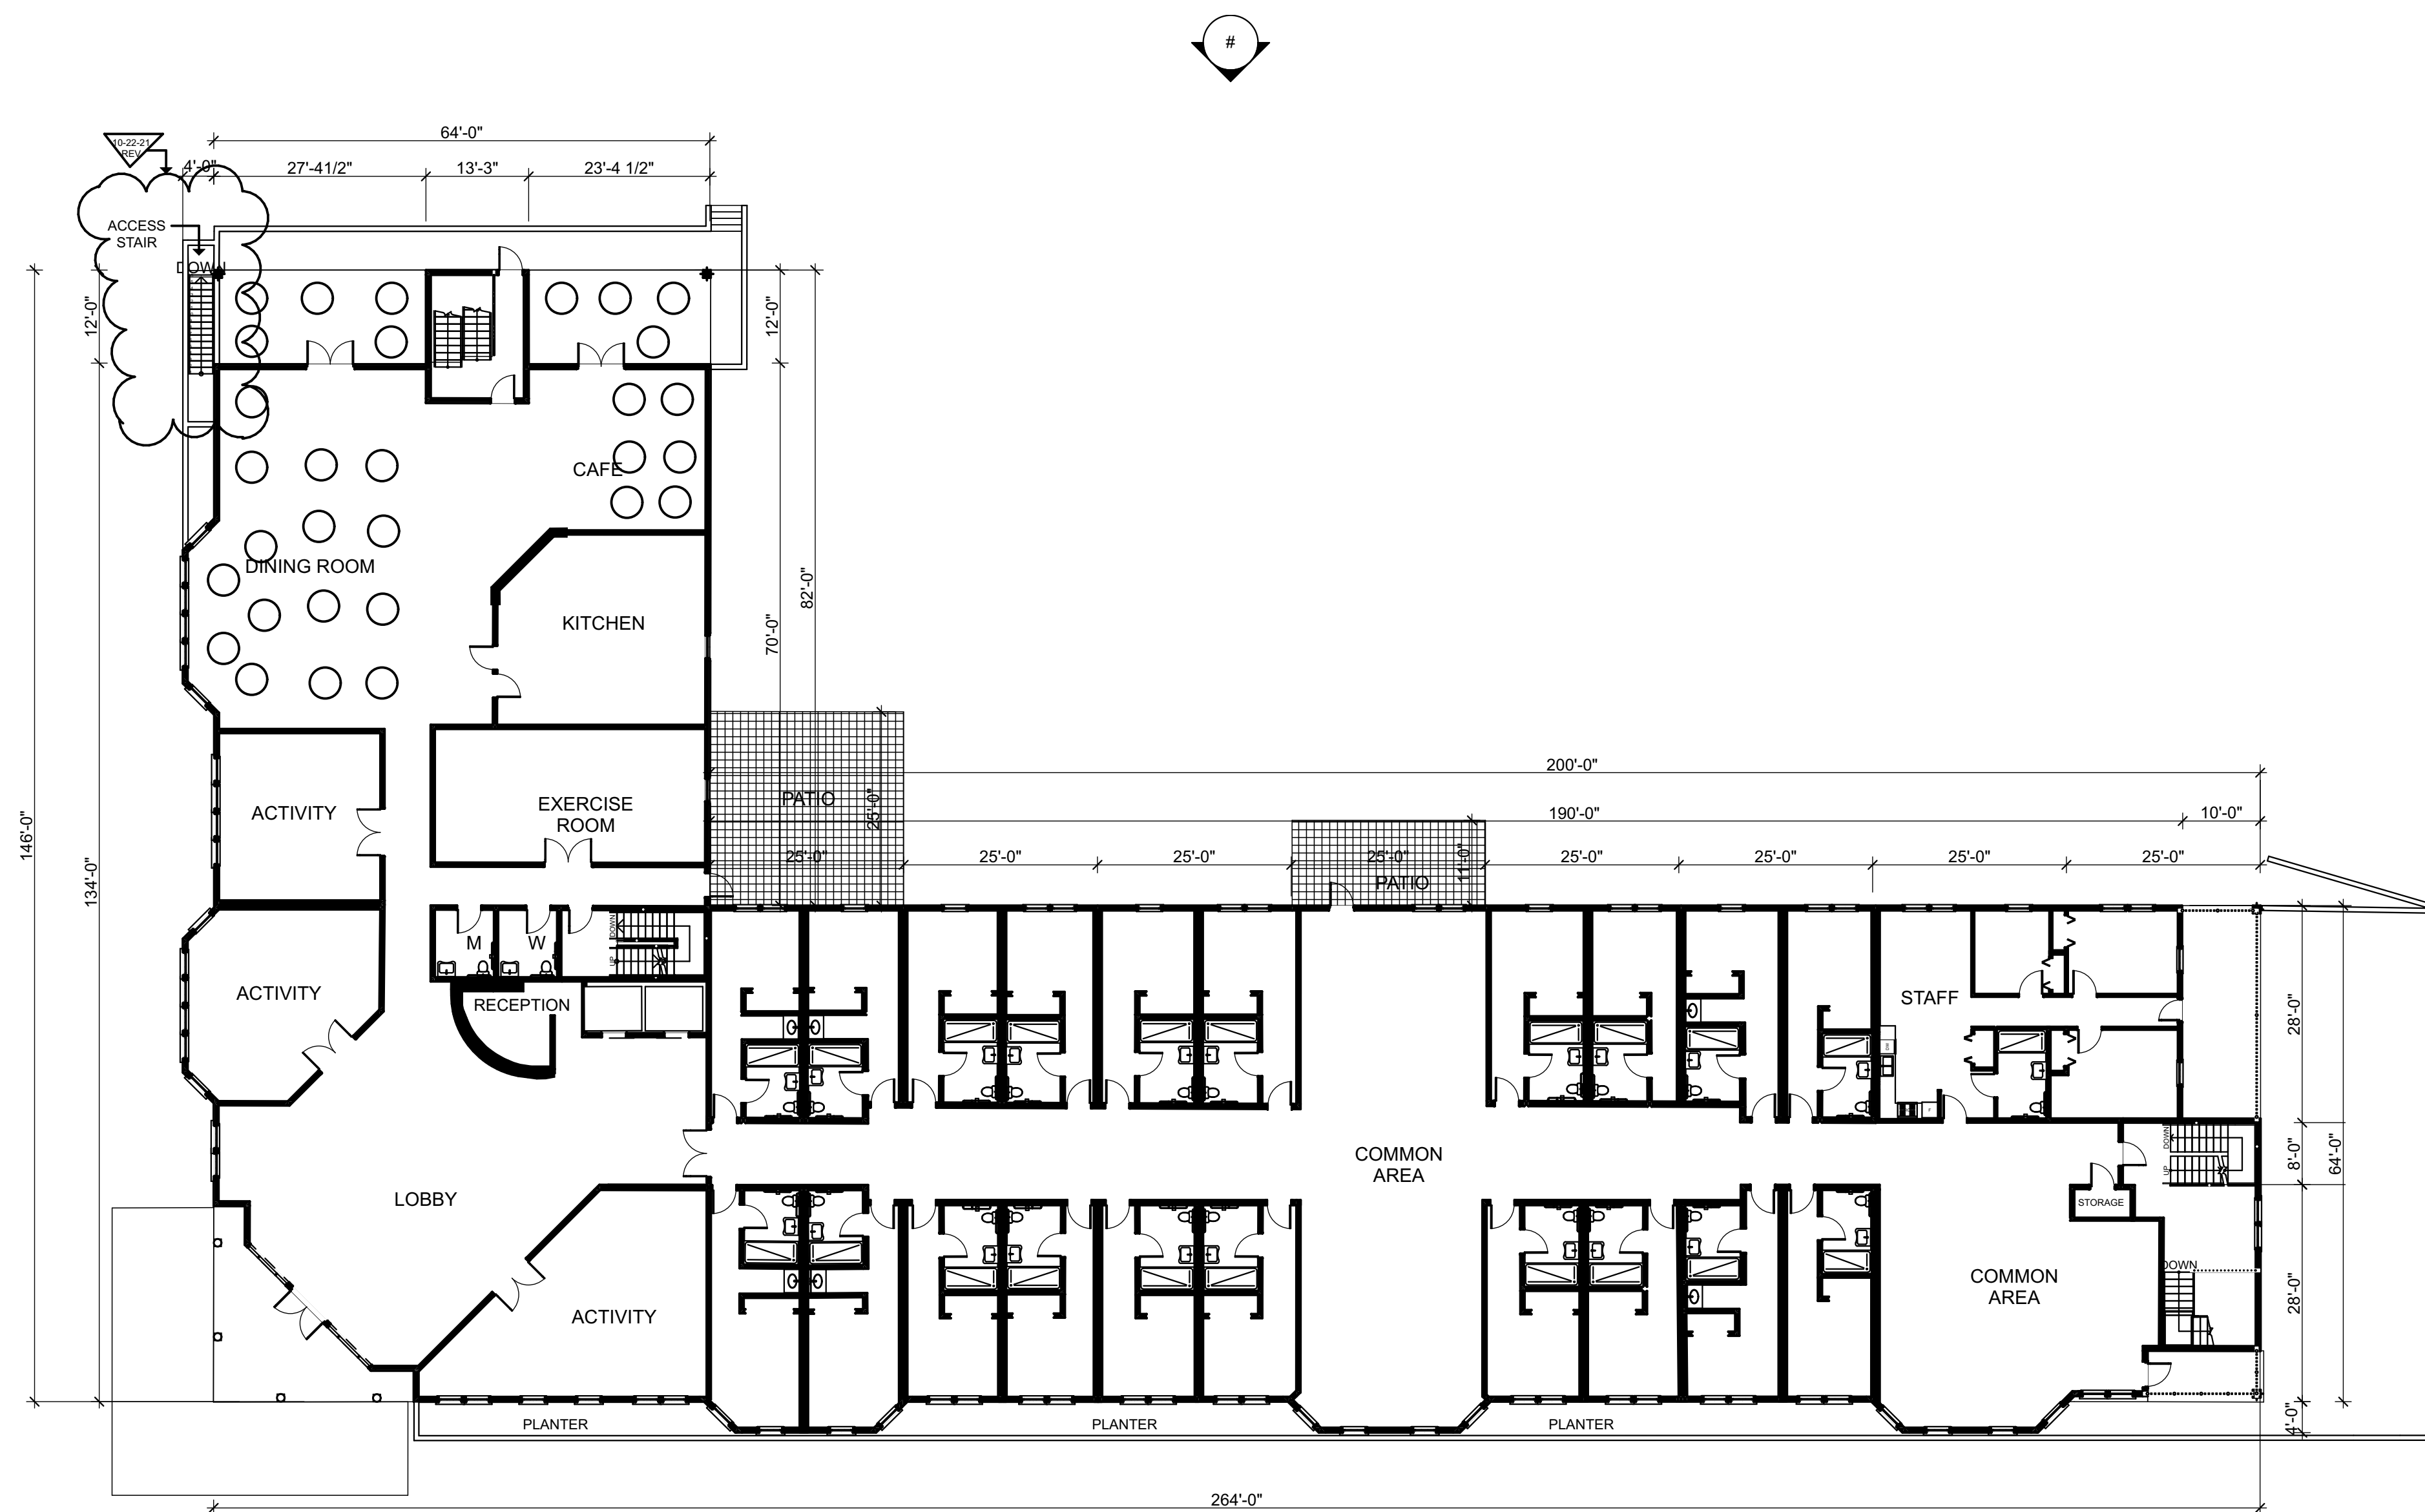 #
64'-0"
10-22-21
REV
4'-0"
27'-41/2"
13'-3"
23'-4 1/2"
ACCESS
STAIR
DOWN
12'-0"
12'-0"
CAFE
DINING ROOM
82'-0"
KITCHEN
70'-0"
200'-0"
PATIO
25'-0"
ACTIVITY
EXERCISE
ROOM
190'-0"
10'-0"
146'-0"
134'-0"
25'-0"
25'-0"
25'-0"
25'-0"
25'-0"
25'-0"
25'-0"
25'-0"
11'-0"
PATIO
M
W
DOWN
UP
ACTIVITY
RECEPTION
STAFF
28'-0"
DW
F
COMMON
AREA
DOWN
UP
8'-0"
64'-0"
LOBBY
STORAGE
DOWN
COMMON
AREA
28'-0"
ACTIVITY
PLANTER
PLANTER
PLANTER
4'-0"
264'-0"